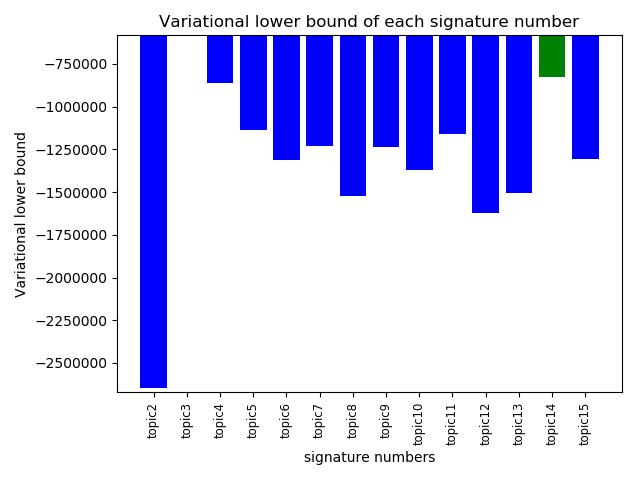 Variational lower bound of each signature number
Variational lower bound
−750000
−1000000
−1250000
−1500000
−1750000
−2000000
−2250000
−2500000
topic2
topic3
topic4
topic5
topic6
topic7
topic8
topic9
topic10
topic11
topic12
topic13
topic14
topic15
signature numbers